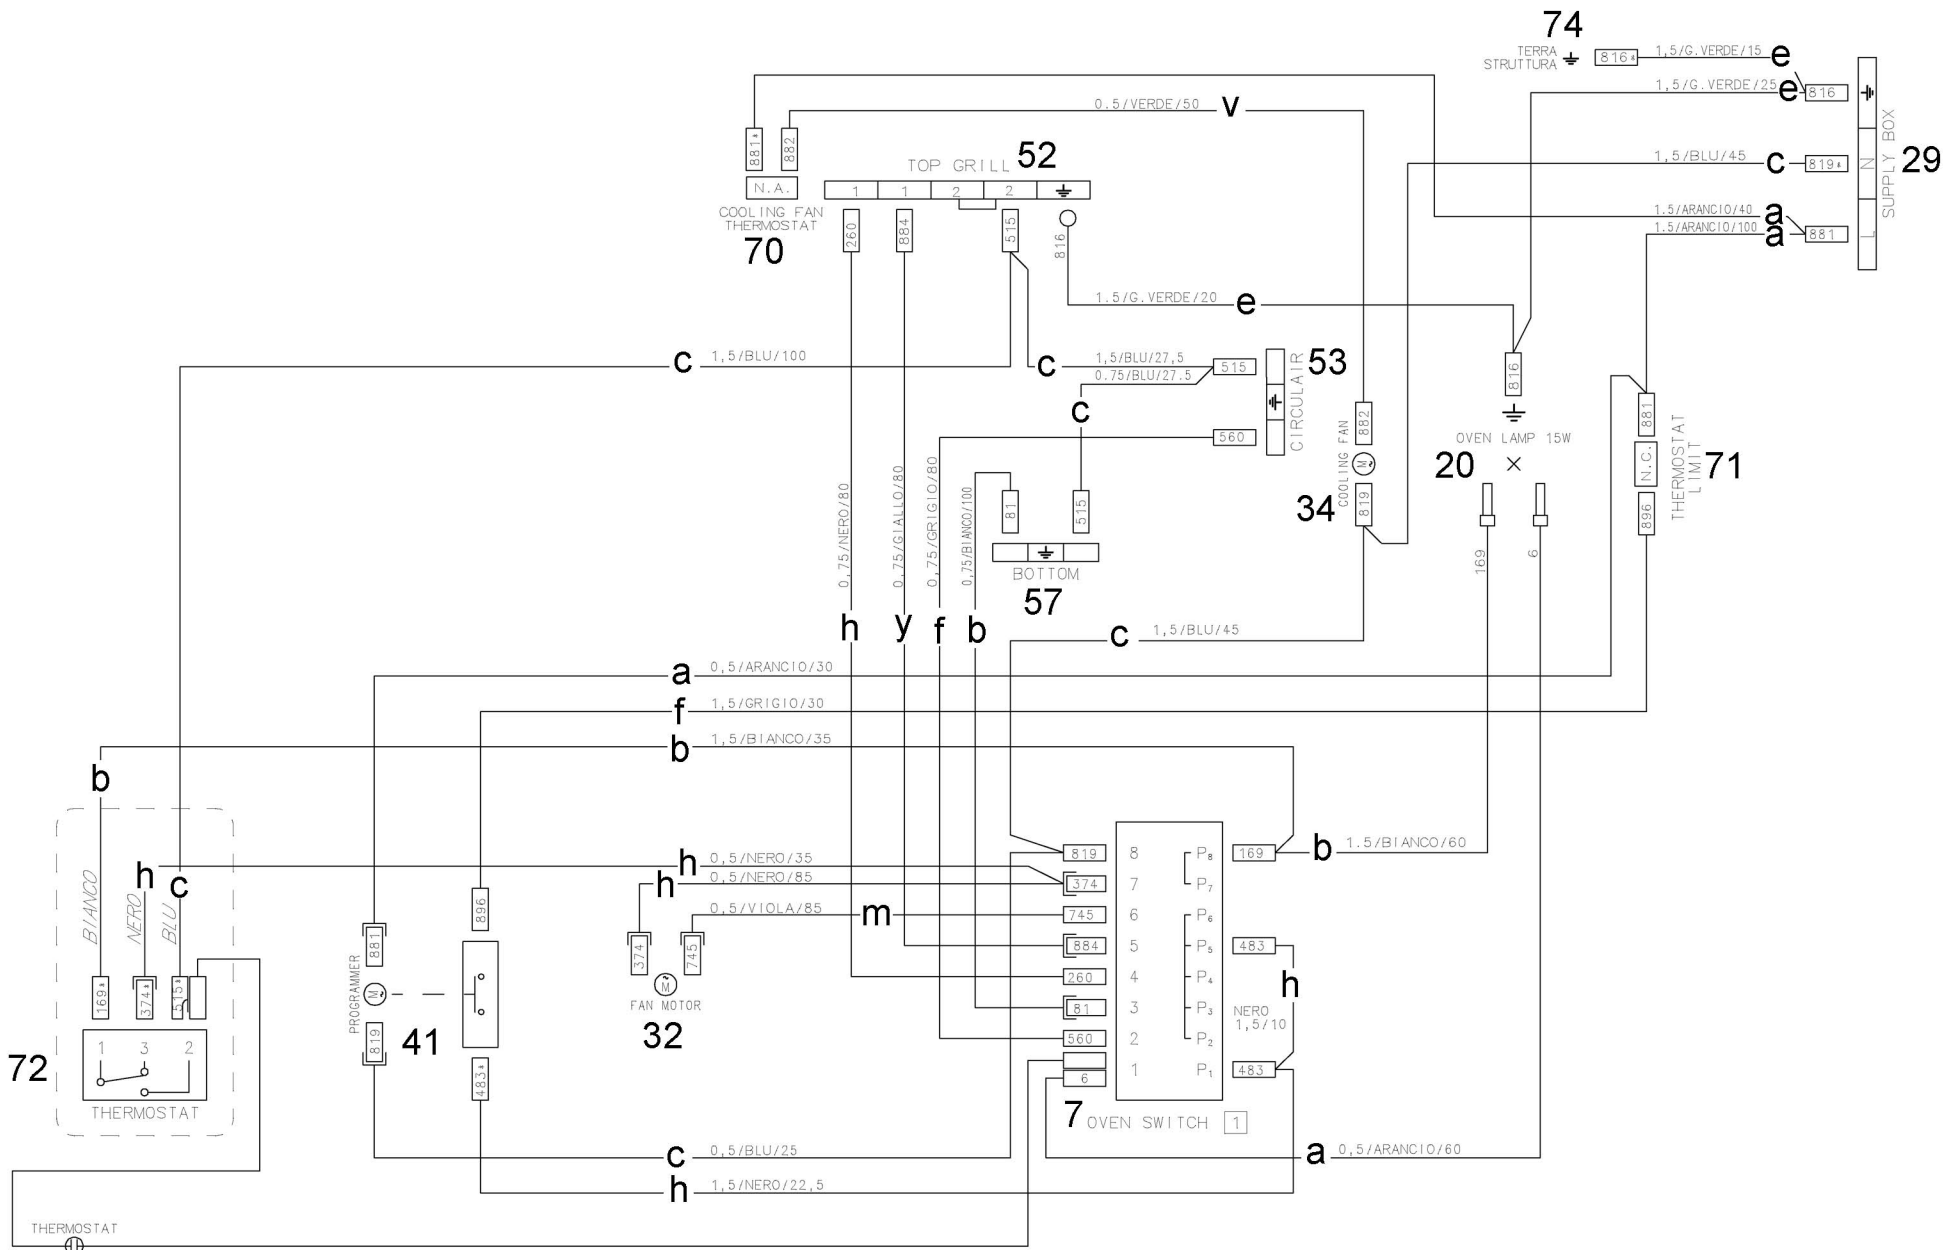 74
TERRA
STRUTTURA
816*
1,5/G.VERDE/15
e
1,5/G.VERDE/25
e
816
0.5/VERDE/50
v
881*
882
N.A.
COOLING FAN
THERMOSTAT
70
TOP GRILL
52
1
1
2
2
260
884
515
816
1,5/BLU/45
c
819*
N
SUPPLY BOX
29
1.5/ARANCIO/40
a
1.5/ARANCIO/100
a
881
L
1.5/G.VERDE/20
e
c
1,5/BLU/100
c
1,5/BLU/27,5
0.75/BLU/27.5
515
CIRCULAIR
53
c
560
816
OVEN LAMP 15W
20
169
6
882
COOLING FAN
M
819
34
881
N.C.
896
THERMOSTAT
LIMIT
71
0,75/NERO/80
0,75/GIALLO/80
0,75/GRIGIO/80
0,75/BIANCO/100
81
515
BOTTOM
57
h
y
f
b
c
1,5/BLU/45
a
0,5/ARANCIO/30
f
1,5/GRIGIO/30
b
1,5/BIANCO/35
b
BIANCO
h
NERO
c
BLU
h
0,5/NERO/35
h
0,5/NERO/85
0,5/VIOLA/85
m
819
8
P8
169
b
1.5/BIANCO/60
374
7
P7
745
6
P6
884
5
P5
483
260
4
P4
h
81
3
P3
NERO
1,5/10
560
2
P2
1
P1
483
6
7
OVEN SWITCH
1
169*
374*
515*
1
3
2
72
THERMOSTAT
881
PROGRAMMER
M
819
41
896
483*
374
745
M
FAN MOTOR
32
c
0,5/BLU/25
a
0,5/ARANCIO/60
h
1,5/NERO/22,5
THERMOSTAT